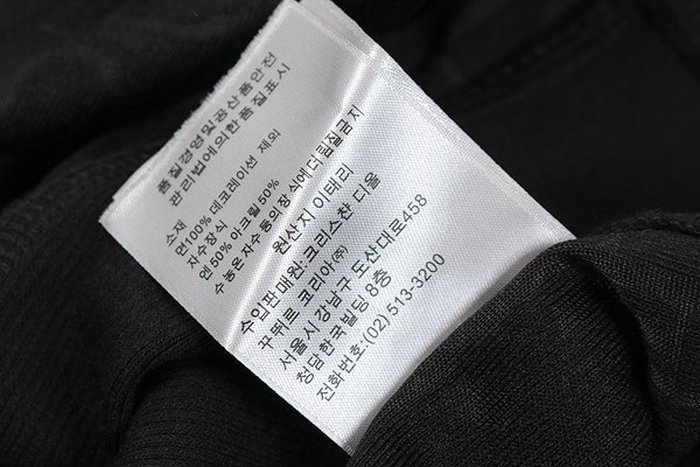 품질경영및공산품안전
관리법에의한품질표시
소재
면100% 데코레이션 제외
자수장식
면 50% 아크릴 50%
수놓은 자수 동의장 식에 다림질금지
원산지 이태리
수입판매원:크리스챤 디올
꾸뛰르 코리아(주)
서울시 강남구 도산대로458
청담한국빌딩 8층
전화번호:(02) 513-3200